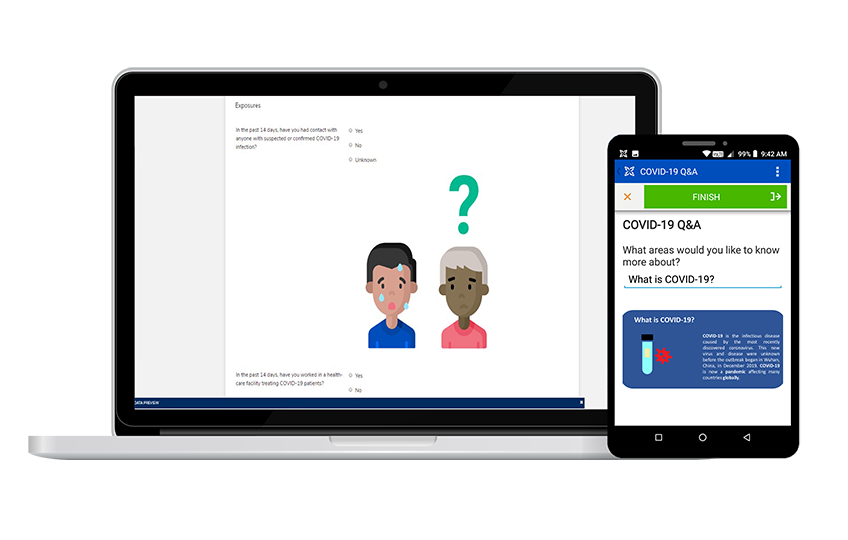 Exposures
In the past 14 days, have you had contact with
anyone with suspected or confirmed COVID-19
infection?
Yes
No
Unknown
?
In the past 14 days, have you worked in a health-
care facility treating COVID-19 patients?
Yes
No
DATA PREVIEW
99% 9:42 AM
COVID-19 Q&A
FINISH
COVID-19 Q&A
What areas would you like to know
more about?
What is COVID-19?
What is COVID-19?
COVID-19 is the infectious disease
caused by the most recently
discovered coronavirus. This new
virus and disease were unknown
before the outbreak began in Wuhan,
China, in December 2019. COVID-19
is now a pandemic affecting many
countries globally.